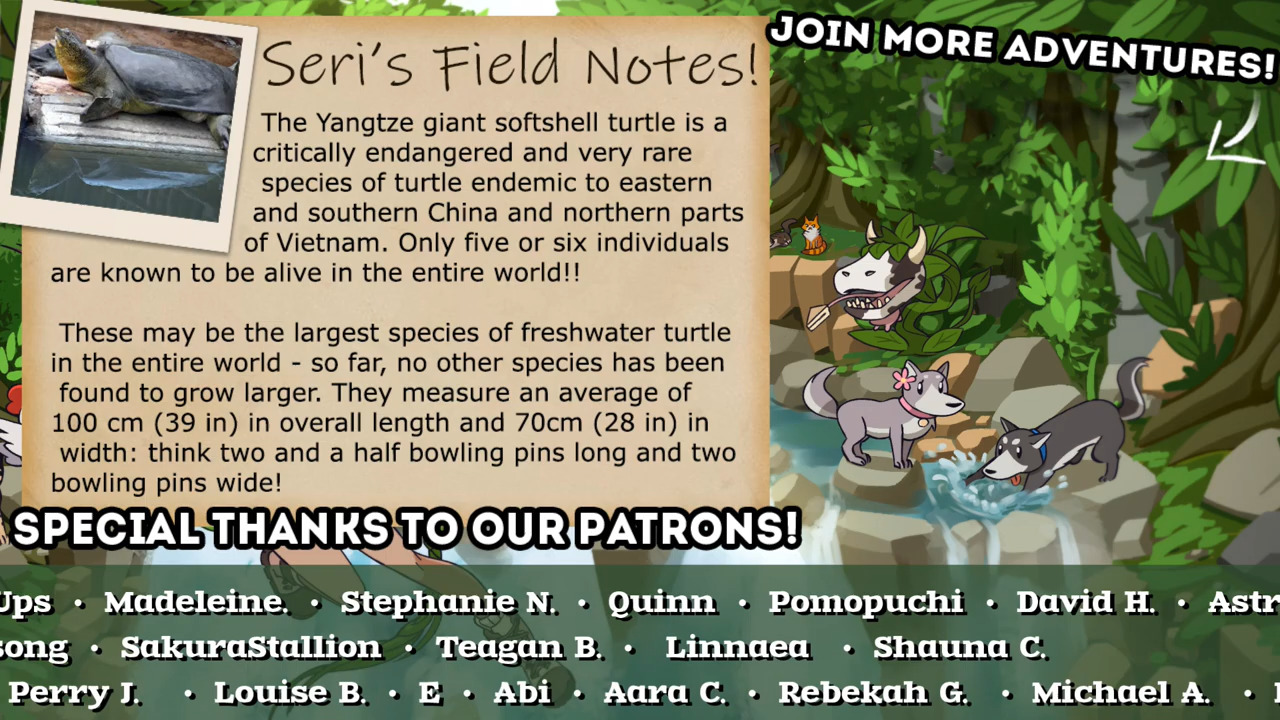 Seri's Field Notes!
JOIN MORE ADVENTURES!
The Yangtze giant softshell turtle is a
critically endangered and very rare
species of turtle endemic to eastern
and southern China and northern parts
of Vietnam. Only five or six individuals
are known to be alive in the entire world!!
These may be the largest species of freshwater turtle
in the entire world - so far, no other species has been
found to grow larger. They measure an average of
100 cm (39 in) in overall length and 70cm (28 in) in
width: think two and a half bowling pins long and two
bowling pins wide!
SPECIAL THANKS TO OUR PATRONS!
Ups • Madeleine. • Stephanie N. • Quinn • Pomopuchi • David H. • Astr
song • SakuraStallion • Teagan B. • Linnaea • Shauna C.
Perry J. • Louise B. • E • Abi • Aara C. • Rebekah G. • Michael A. •